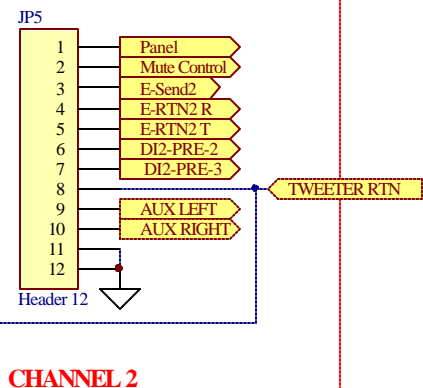 JP5
1 Panel
2 Mute Control
3 E-Send2
4 E-RTN2 R
5 E-RTN2 T
6 DI2-PRE-2
7 DI2-PRE-3
8 TWEETER RTN
9 AUX LEFT
10 AUX RIGHT
11
12
Header 12
CHANNEL 2